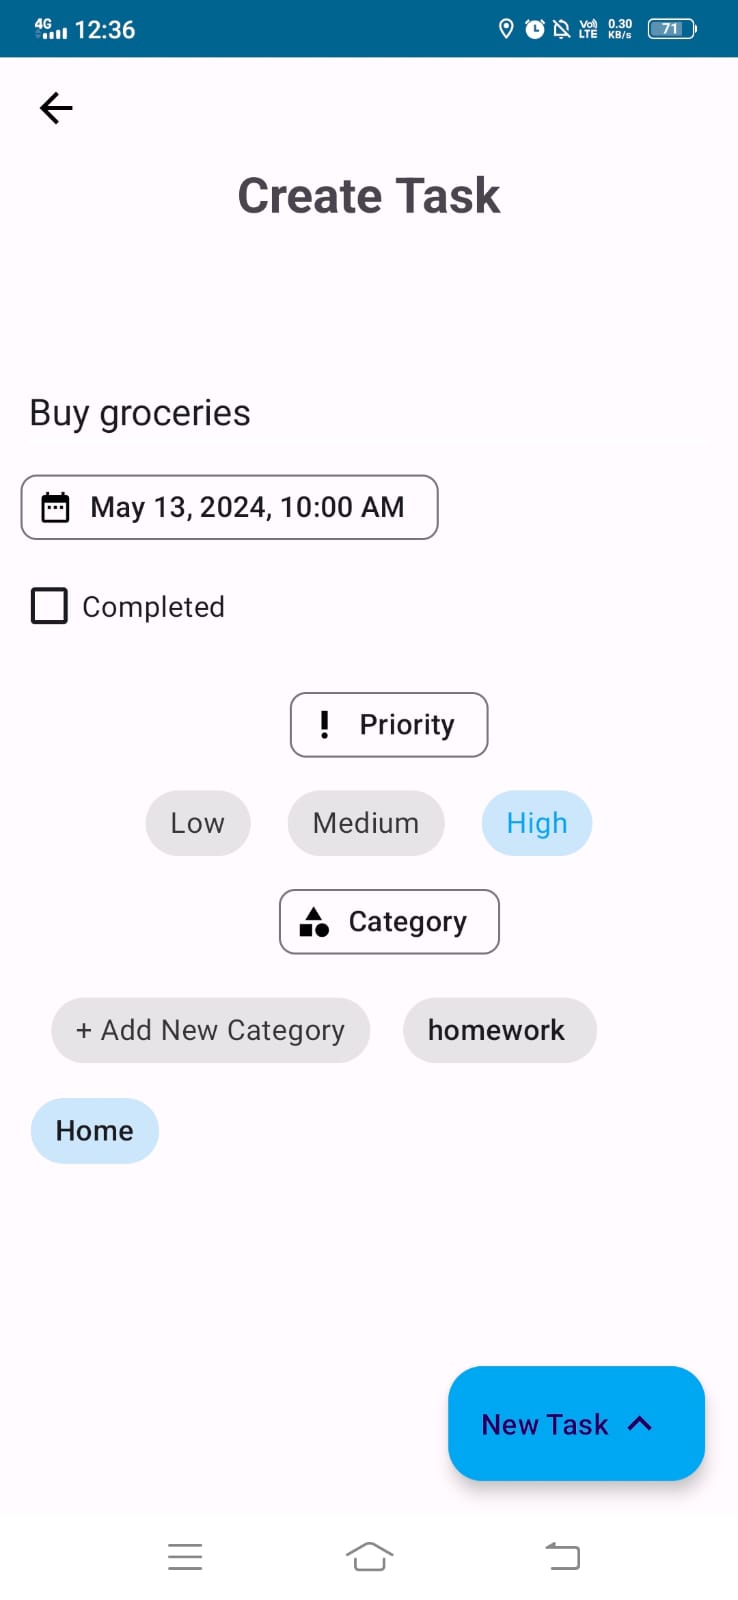 4G 12:36 Vo) LTE 0.30 KB/s 71
Create Task
Buy groceries
May 13, 2024, 10:00 AM
Completed
Priority
Low Medium High
Category
+ Add New Category homework
Home
New Task